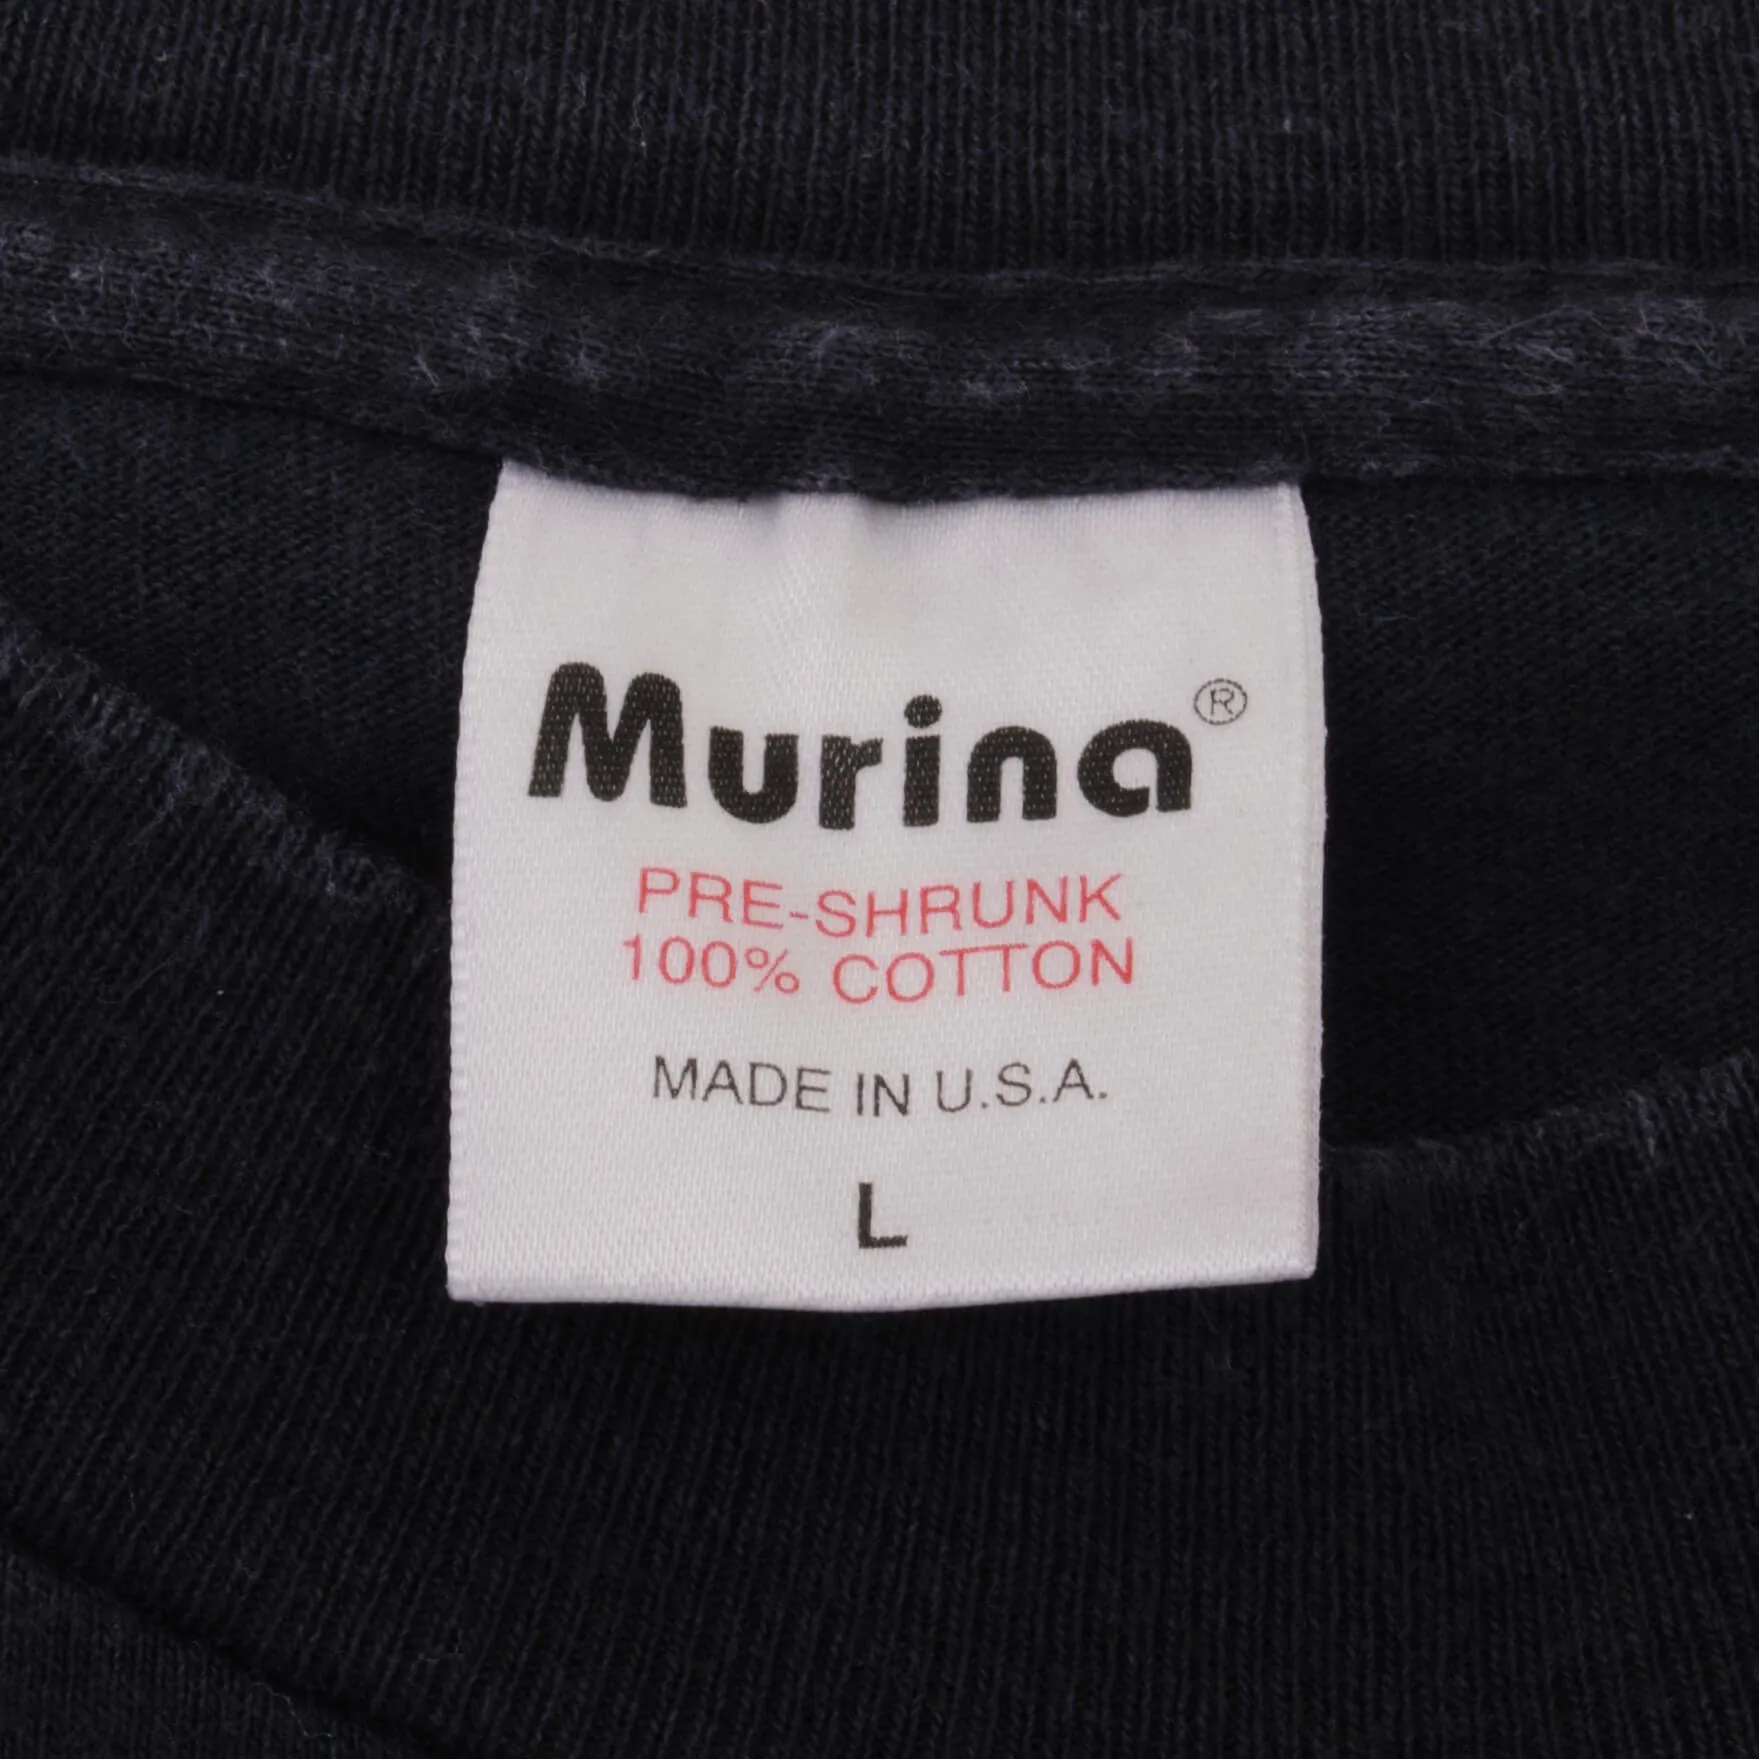 Murina®
PRE-SHRUNK
100% COTTON
MADE IN U.S.A.
L